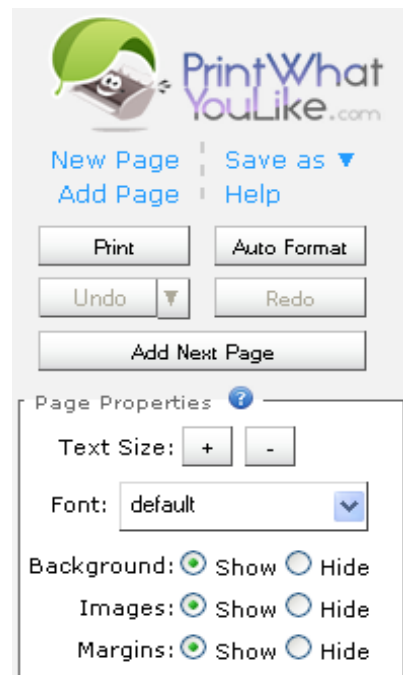 PrintWhat
YouLike.com
New Page Save as ▼
Add Page Help
Print Auto Format
Undo ▼ Redo
Add Next Page
Page Properties ?
Text Size: + -
Font: default
Background: Show Hide
Images: Show Hide
Margins: Show Hide